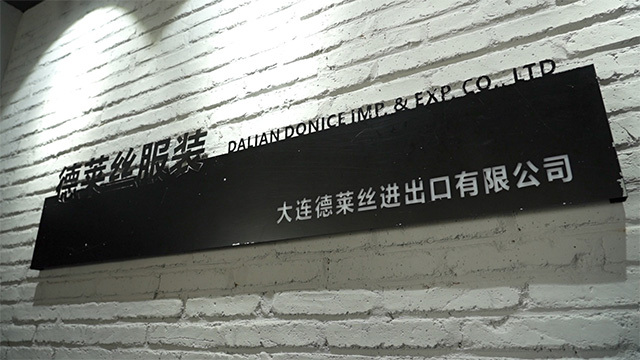 德莱丝服装
DALIAN DONICE IMP. & EXP. CO., LTD
大连德莱丝进出口有限公司